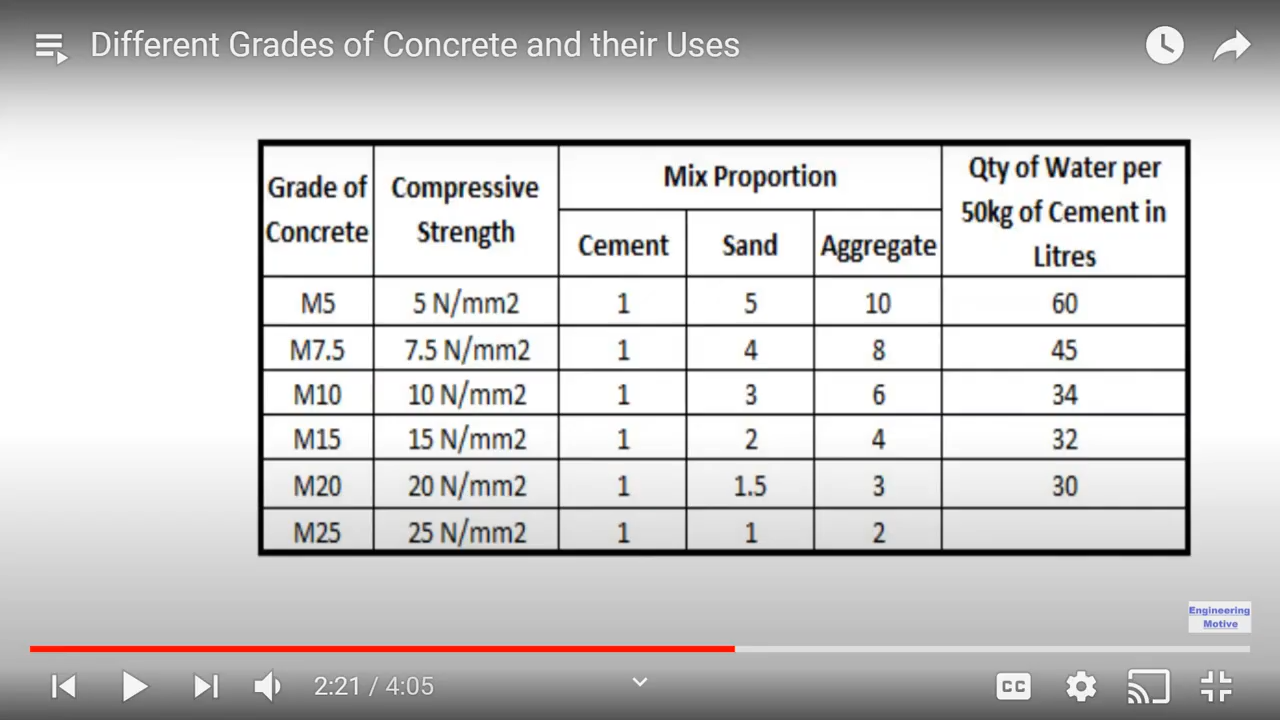 Different Grades of Concrete and their Uses
Grade of Concrete Compressive Strength Mix Proportion Qty of Water per 50kg of Cement in Litres
Cement Sand Aggregate
M5 5 N/mm2 1 5 10 60
M7.5 7.5 N/mm2 1 4 8 45
M10 10 N/mm2 1 3 6 34
M15 15 N/mm2 1 2 4 32
M20 20 N/mm2 1 1.5 3 30
M25 25 N/mm2 1 1 2
Engineering
Motive
2:21 / 4:05
CC